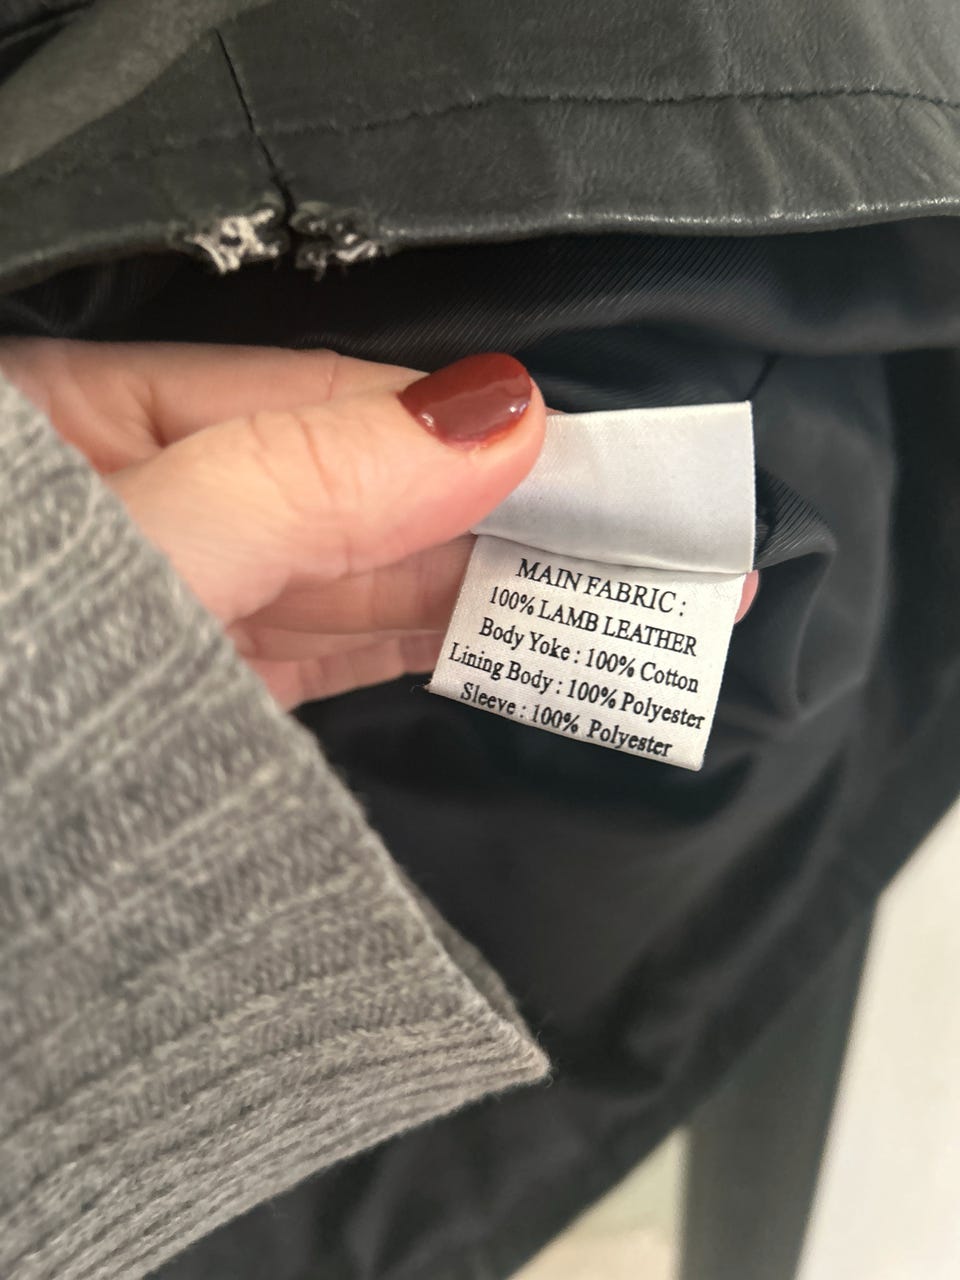 MAIN FABRIC :
100% LAMB LEATHER
Body Yoke : 100% Cotton
Lining Body : 100% Polyester
Sleeve : 100% Polyester